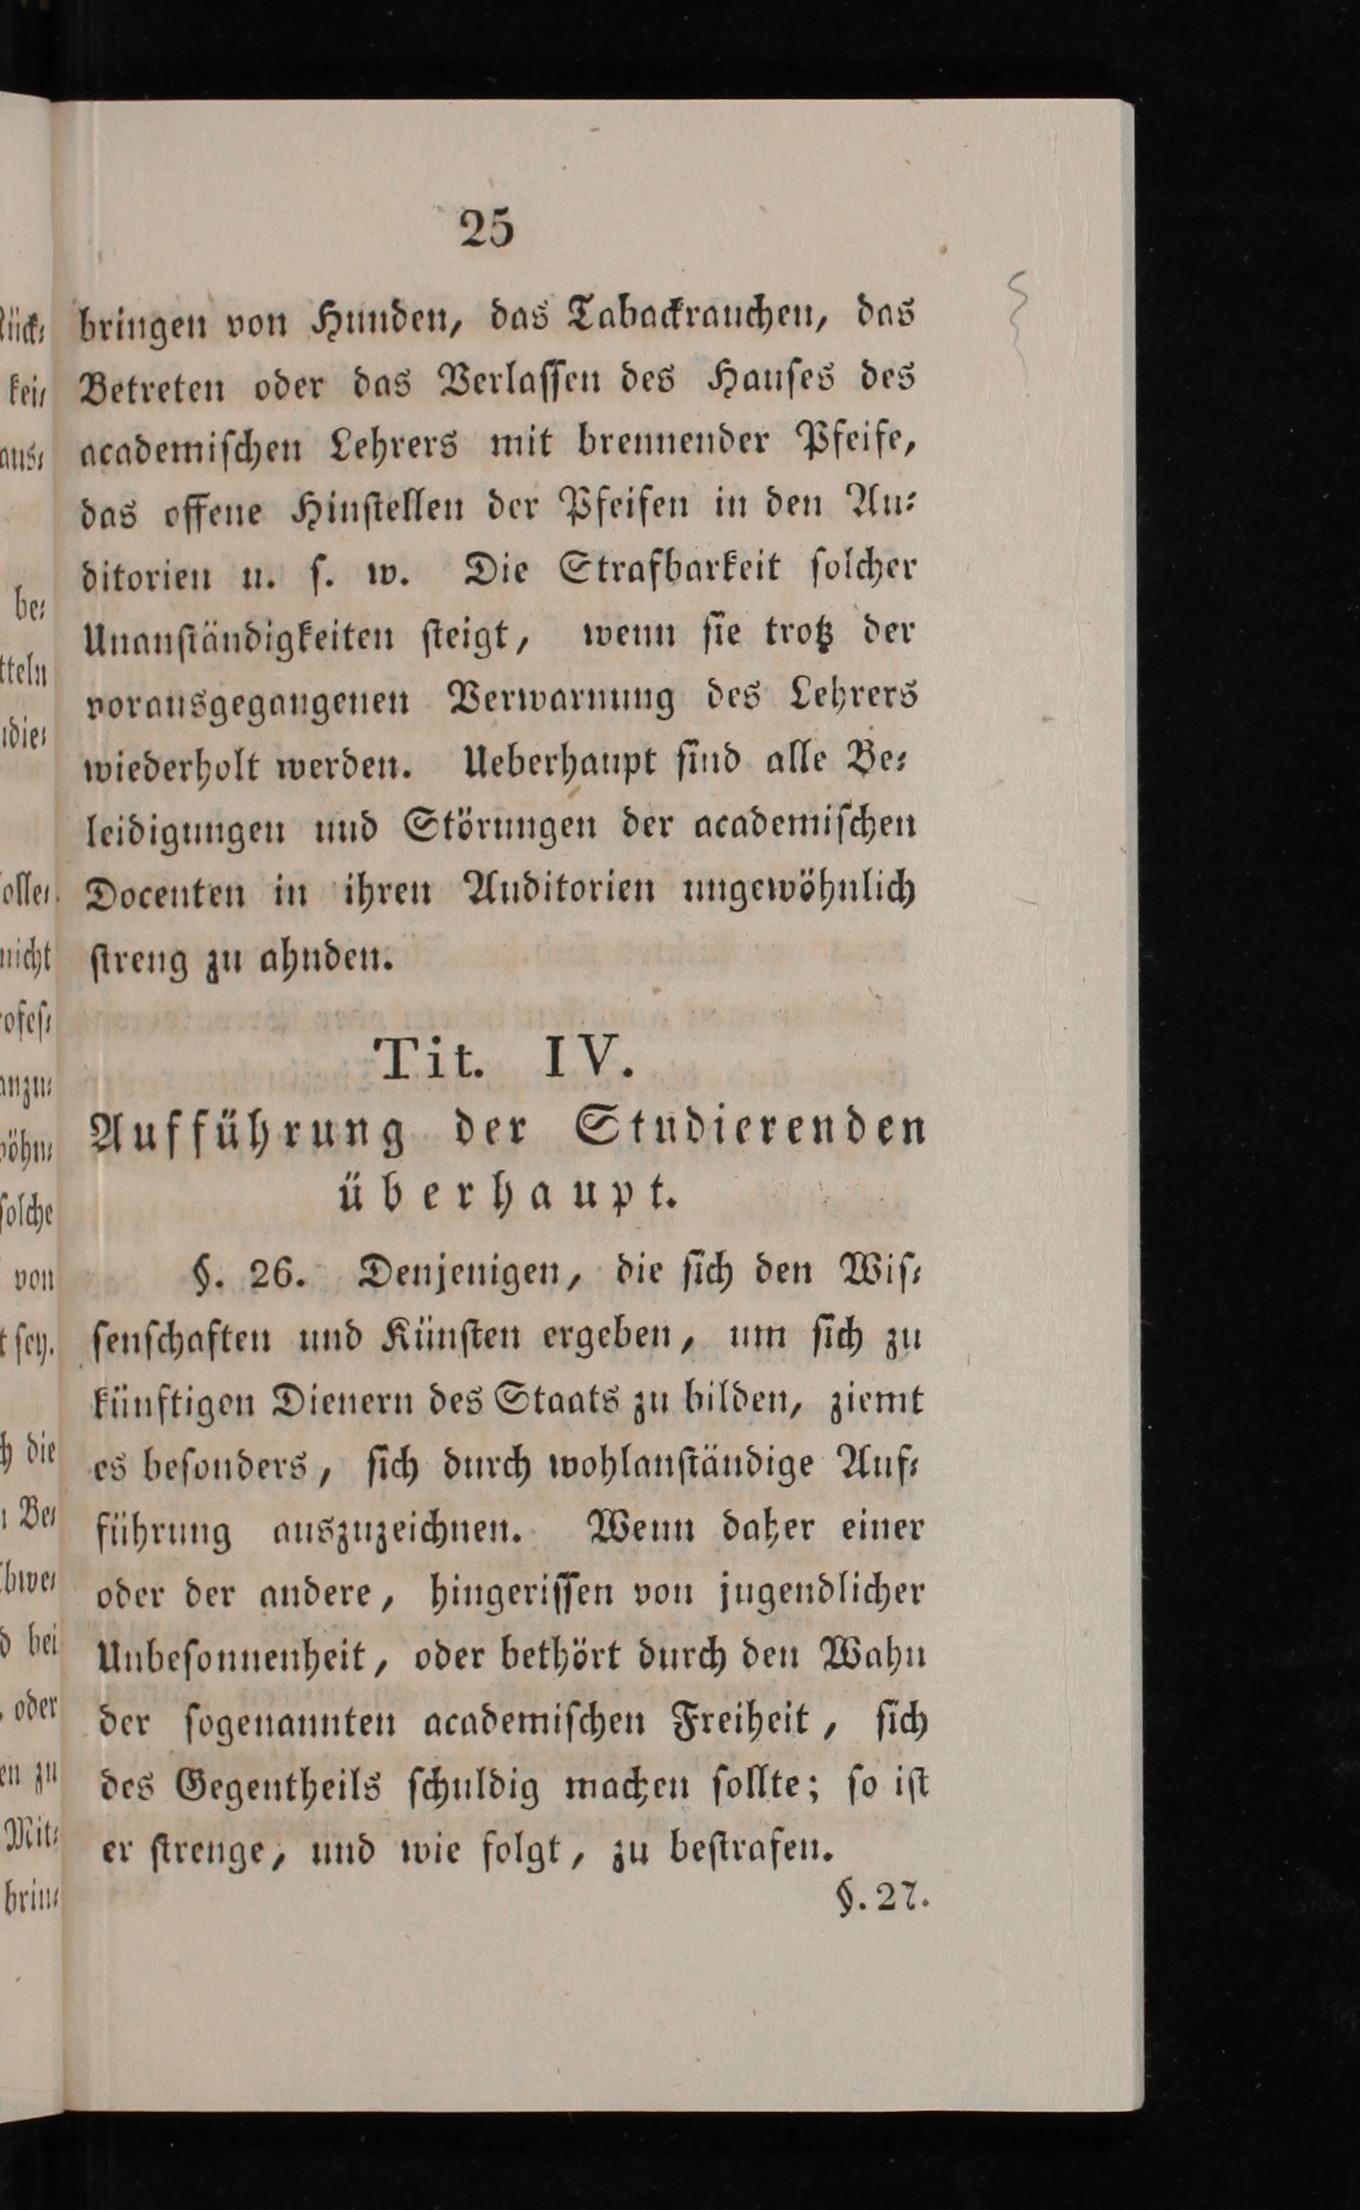 25
bringen von Hunden, das Tabackrauchen, das
Betreten oder das Verlaſſen des Hauſes des
academiſchen Lehrers mit brennender Pfeife,
das offene Hinſtellen der Pfeifen in den Au⸗
ditorien u. ſ. w. Die Strafbarkeit ſolcher
Unanſtändigkeiten ſteigt, wenn ſie trotz der
vorausgegangenen Verwarnung des Lehrers
wiederholt werden. Ueberhaupt ſind alle Be⸗
leidigungen und Störungen der academiſchen
Docenten in ihren Auditorien ungewöhnlich
ſtreng zu ahnden.
Tit. IV.
Aufführung der Studierenden
überhaupt.
§. 26. Denjenigen, die ſich den Wiſ⸗
ſenſchaften und Künſten ergeben, um ſich zu
künftigen Dienern des Staats zu bilden, ziemt
es beſonders, ſich durch wohlanſtändige Auf⸗
führung auszuzeichnen. Wenn daher einer
oder der andere, hingeriſſen von jugendlicher
Unbeſonnenheit, oder bethört durch den Wahn
der ſogenannten academiſchen Freiheit, ſich
des Gegentheils ſchuldig machen ſollte; ſo iſt
er ſtrenge, und wie folgt, zu beſtrafen.
§. 27.